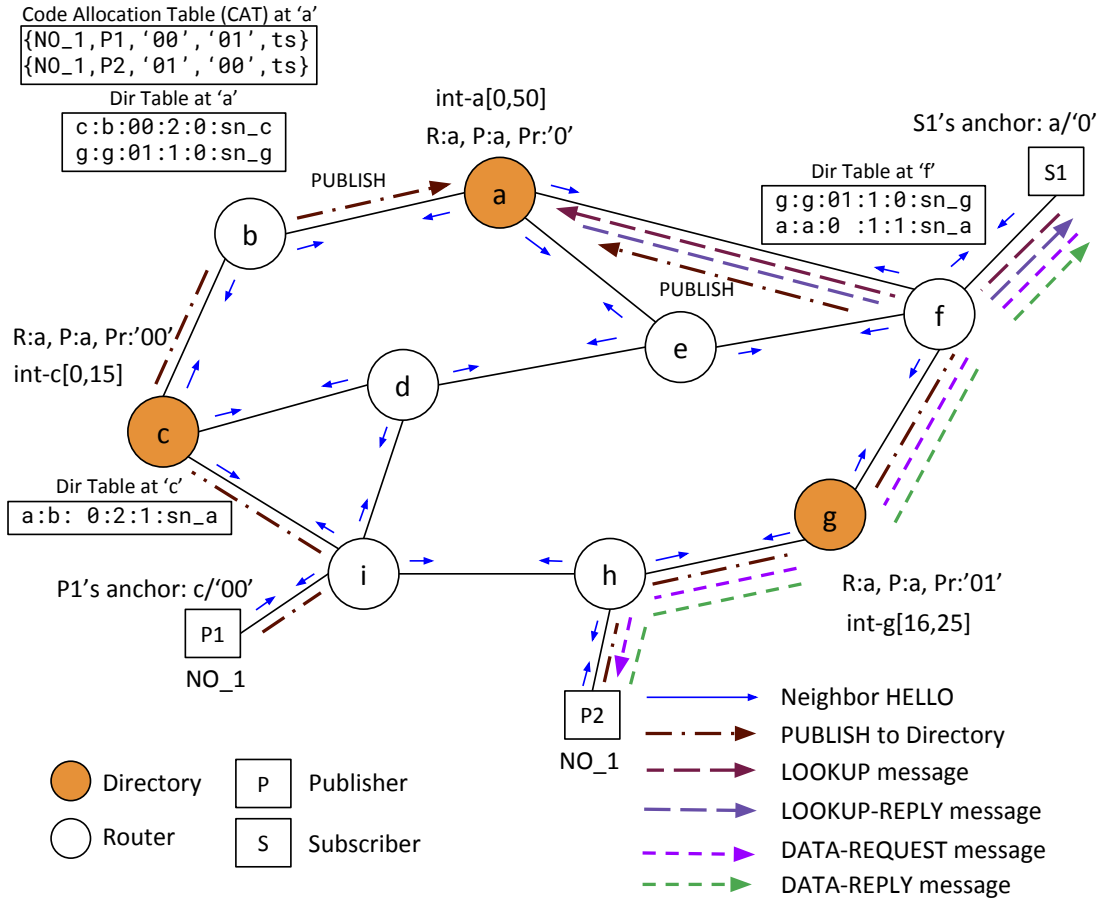 Code Allocation Table (CAT) at ‘a’
{NO_1,P1,‘00’,‘01’,ts}
{NO_1,P2,‘01’,‘00’,ts}
Dir Table at ‘a’
c:b:00:2:0:sn_c
g:g:01:1:0:sn_g
int-a[0,50]
R:a, P:a, Pr:’0’
S1’s anchor: a/‘0’
S1
Dir Table at ‘f’
g:g:01:1:0:sn_g
a:a:0 :1:1:sn_a
PUBLISH
a
b
PUBLISH
f
e
R:a, P:a, Pr:’00’
int-c[0,15]
d
c
Dir Table at ‘c’
a:b: 0:2:1:sn_a
g
i
h
P1’s anchor: c/‘00’
R:a, P:a, Pr:’01’
int-g[16,25]
P1
NO_1
P2
NO_1
Neighbor HELLO
PUBLISH to Directory
LOOKUP message
LOOKUP-REPLY message
DATA-REQUEST message
DATA-REPLY message
Directory
P
Publisher
Router
S
Subscriber